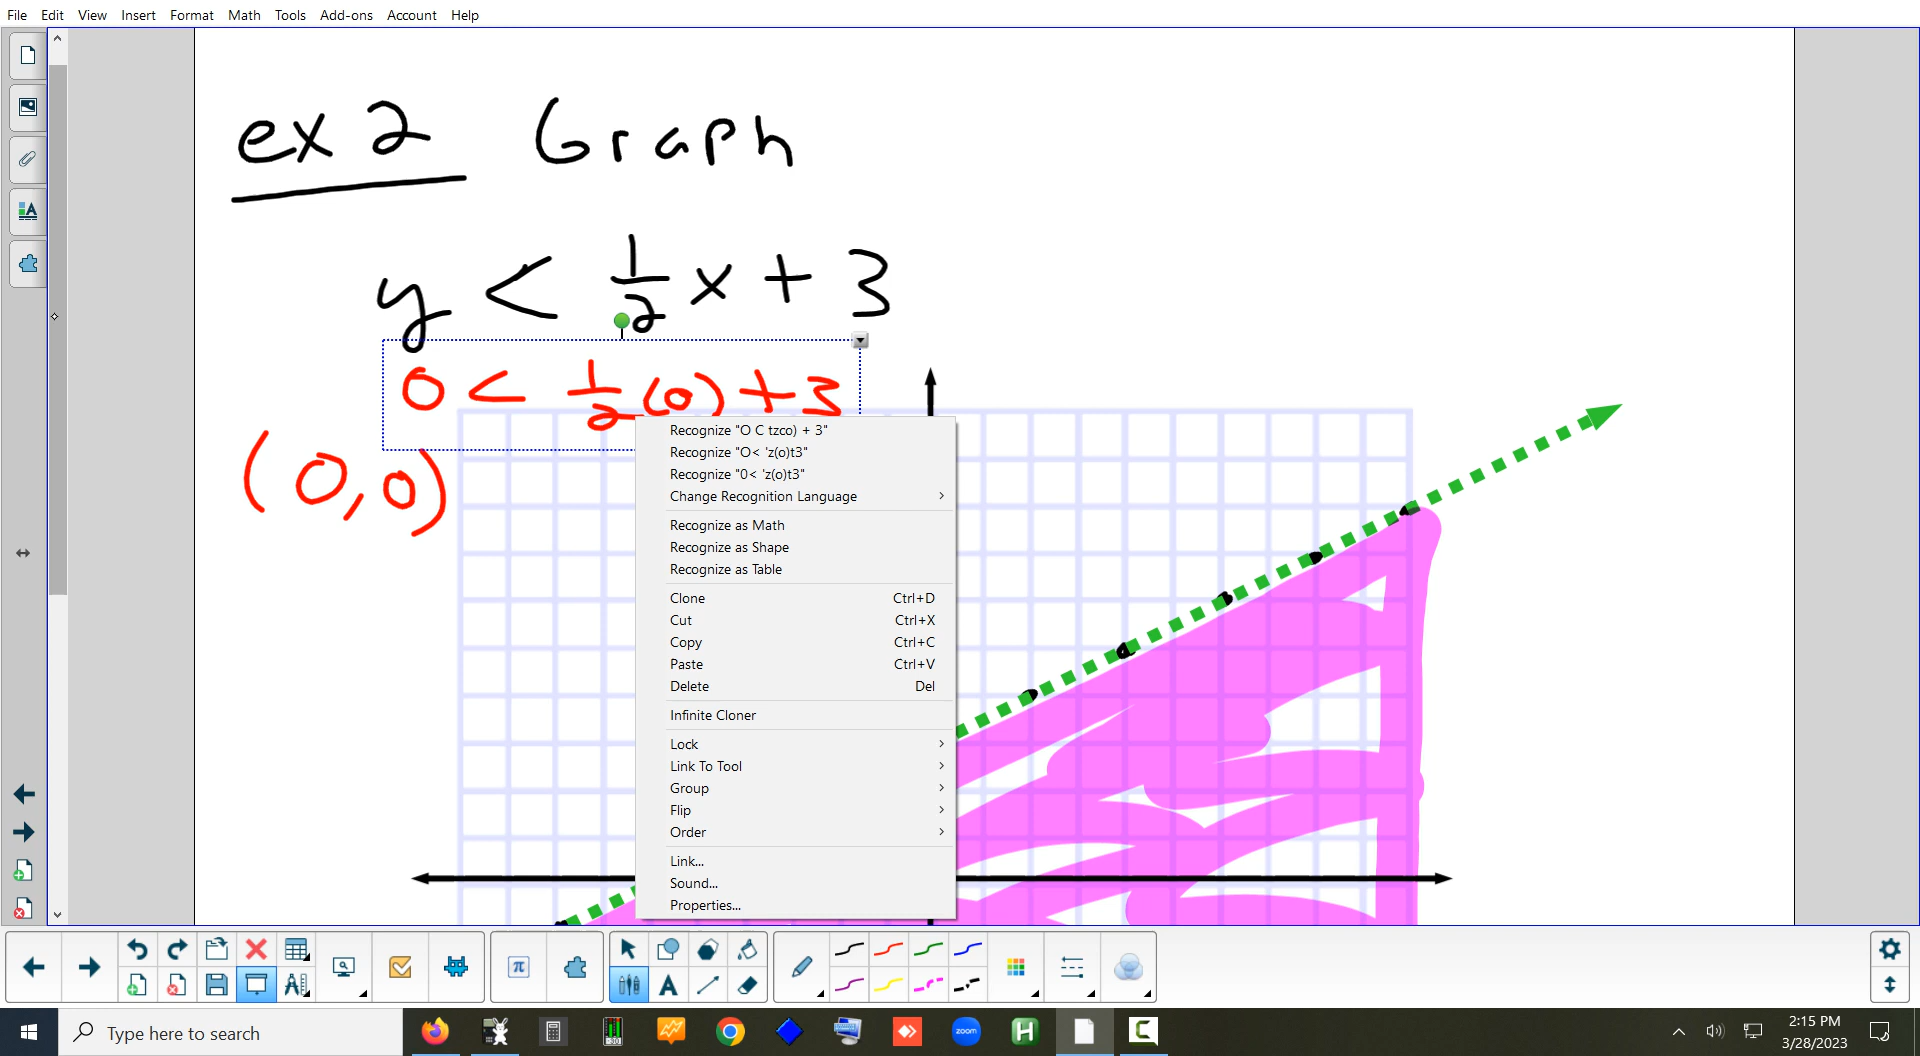 File Edit View Insert Format Math Tools Add-ons Account Help
ex 2 Graph
y < 1/2 x + 3
0 < 1/2 (0) + 3
(0,0)
Recognize "O C tzco) + 3"
Recognize "O< 'z(o)t3"
Recognize "0< 'z(o)t3"
Change Recognition Language
Recognize as Math
Recognize as Shape
Recognize as Table
Clone Ctrl+D
Cut Ctrl+X
Copy Ctrl+C
Paste Ctrl+V
Delete Del
Infinite Cloner
Lock
Link To Tool
Group
Flip
Order
Link...
Sound...
Properties...
π
A
Type here to search
zoom
H
C
2:15 PM
3/28/2023